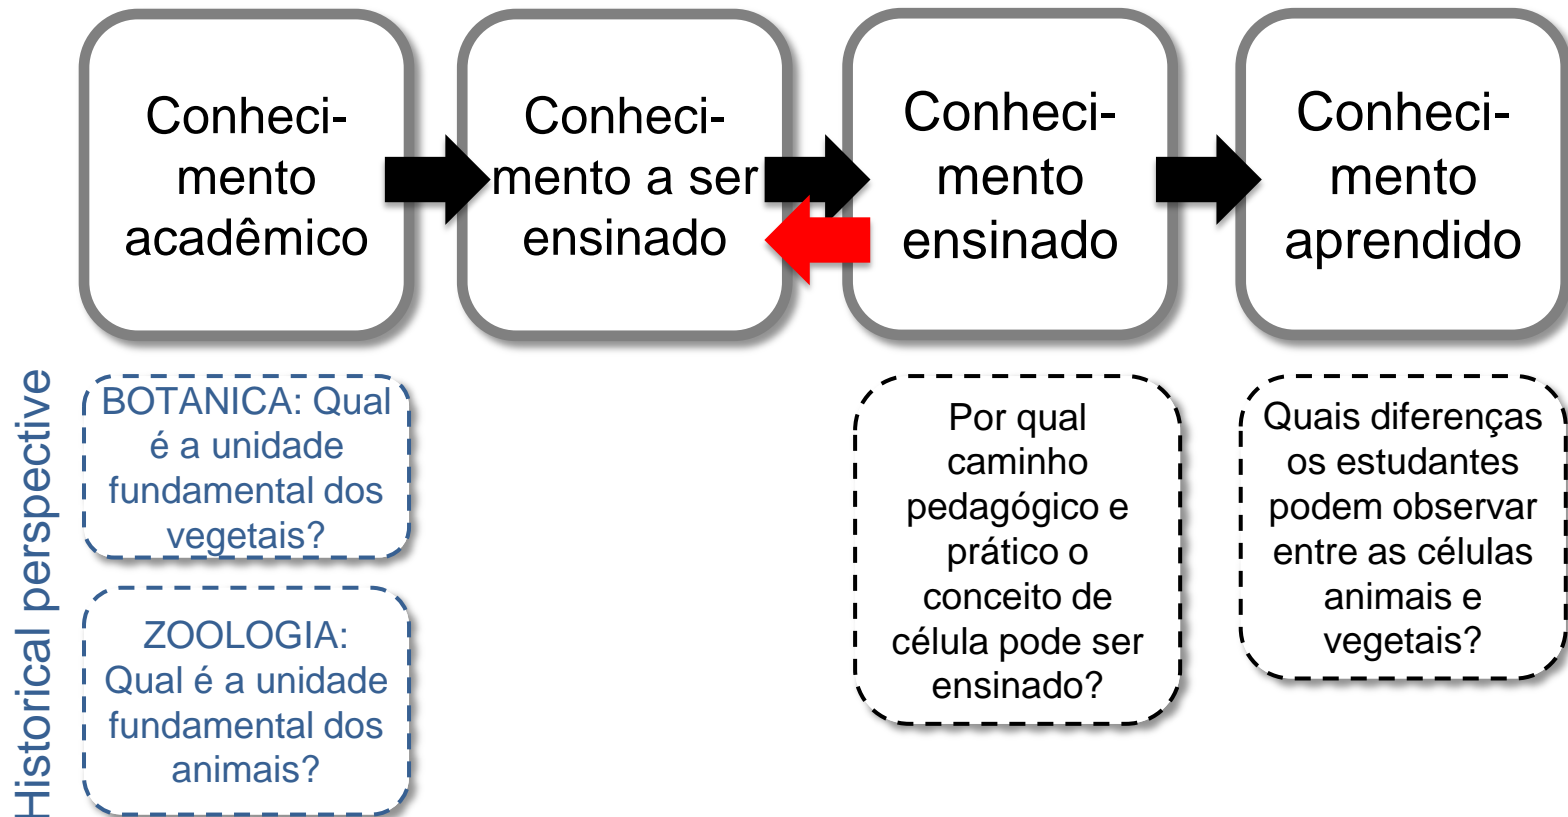 Conheci-
mento
acadêmico
Conheci-
mento a ser
ensinado
Conheci-
mento
ensinado
Conheci-
mento
aprendido
Historical perspective
BOTANICA: Qual
é a unidade
fundamental dos
vegetais?
ZOOLOGIA:
Qual é a unidade
fundamental dos
animais?
Por qual
caminho
pedagógico e
prático o
conceito de
célula pode ser
ensinado?
Quais diferenças
os estudantes
podem observar
entre as células
animais e
vegetais?